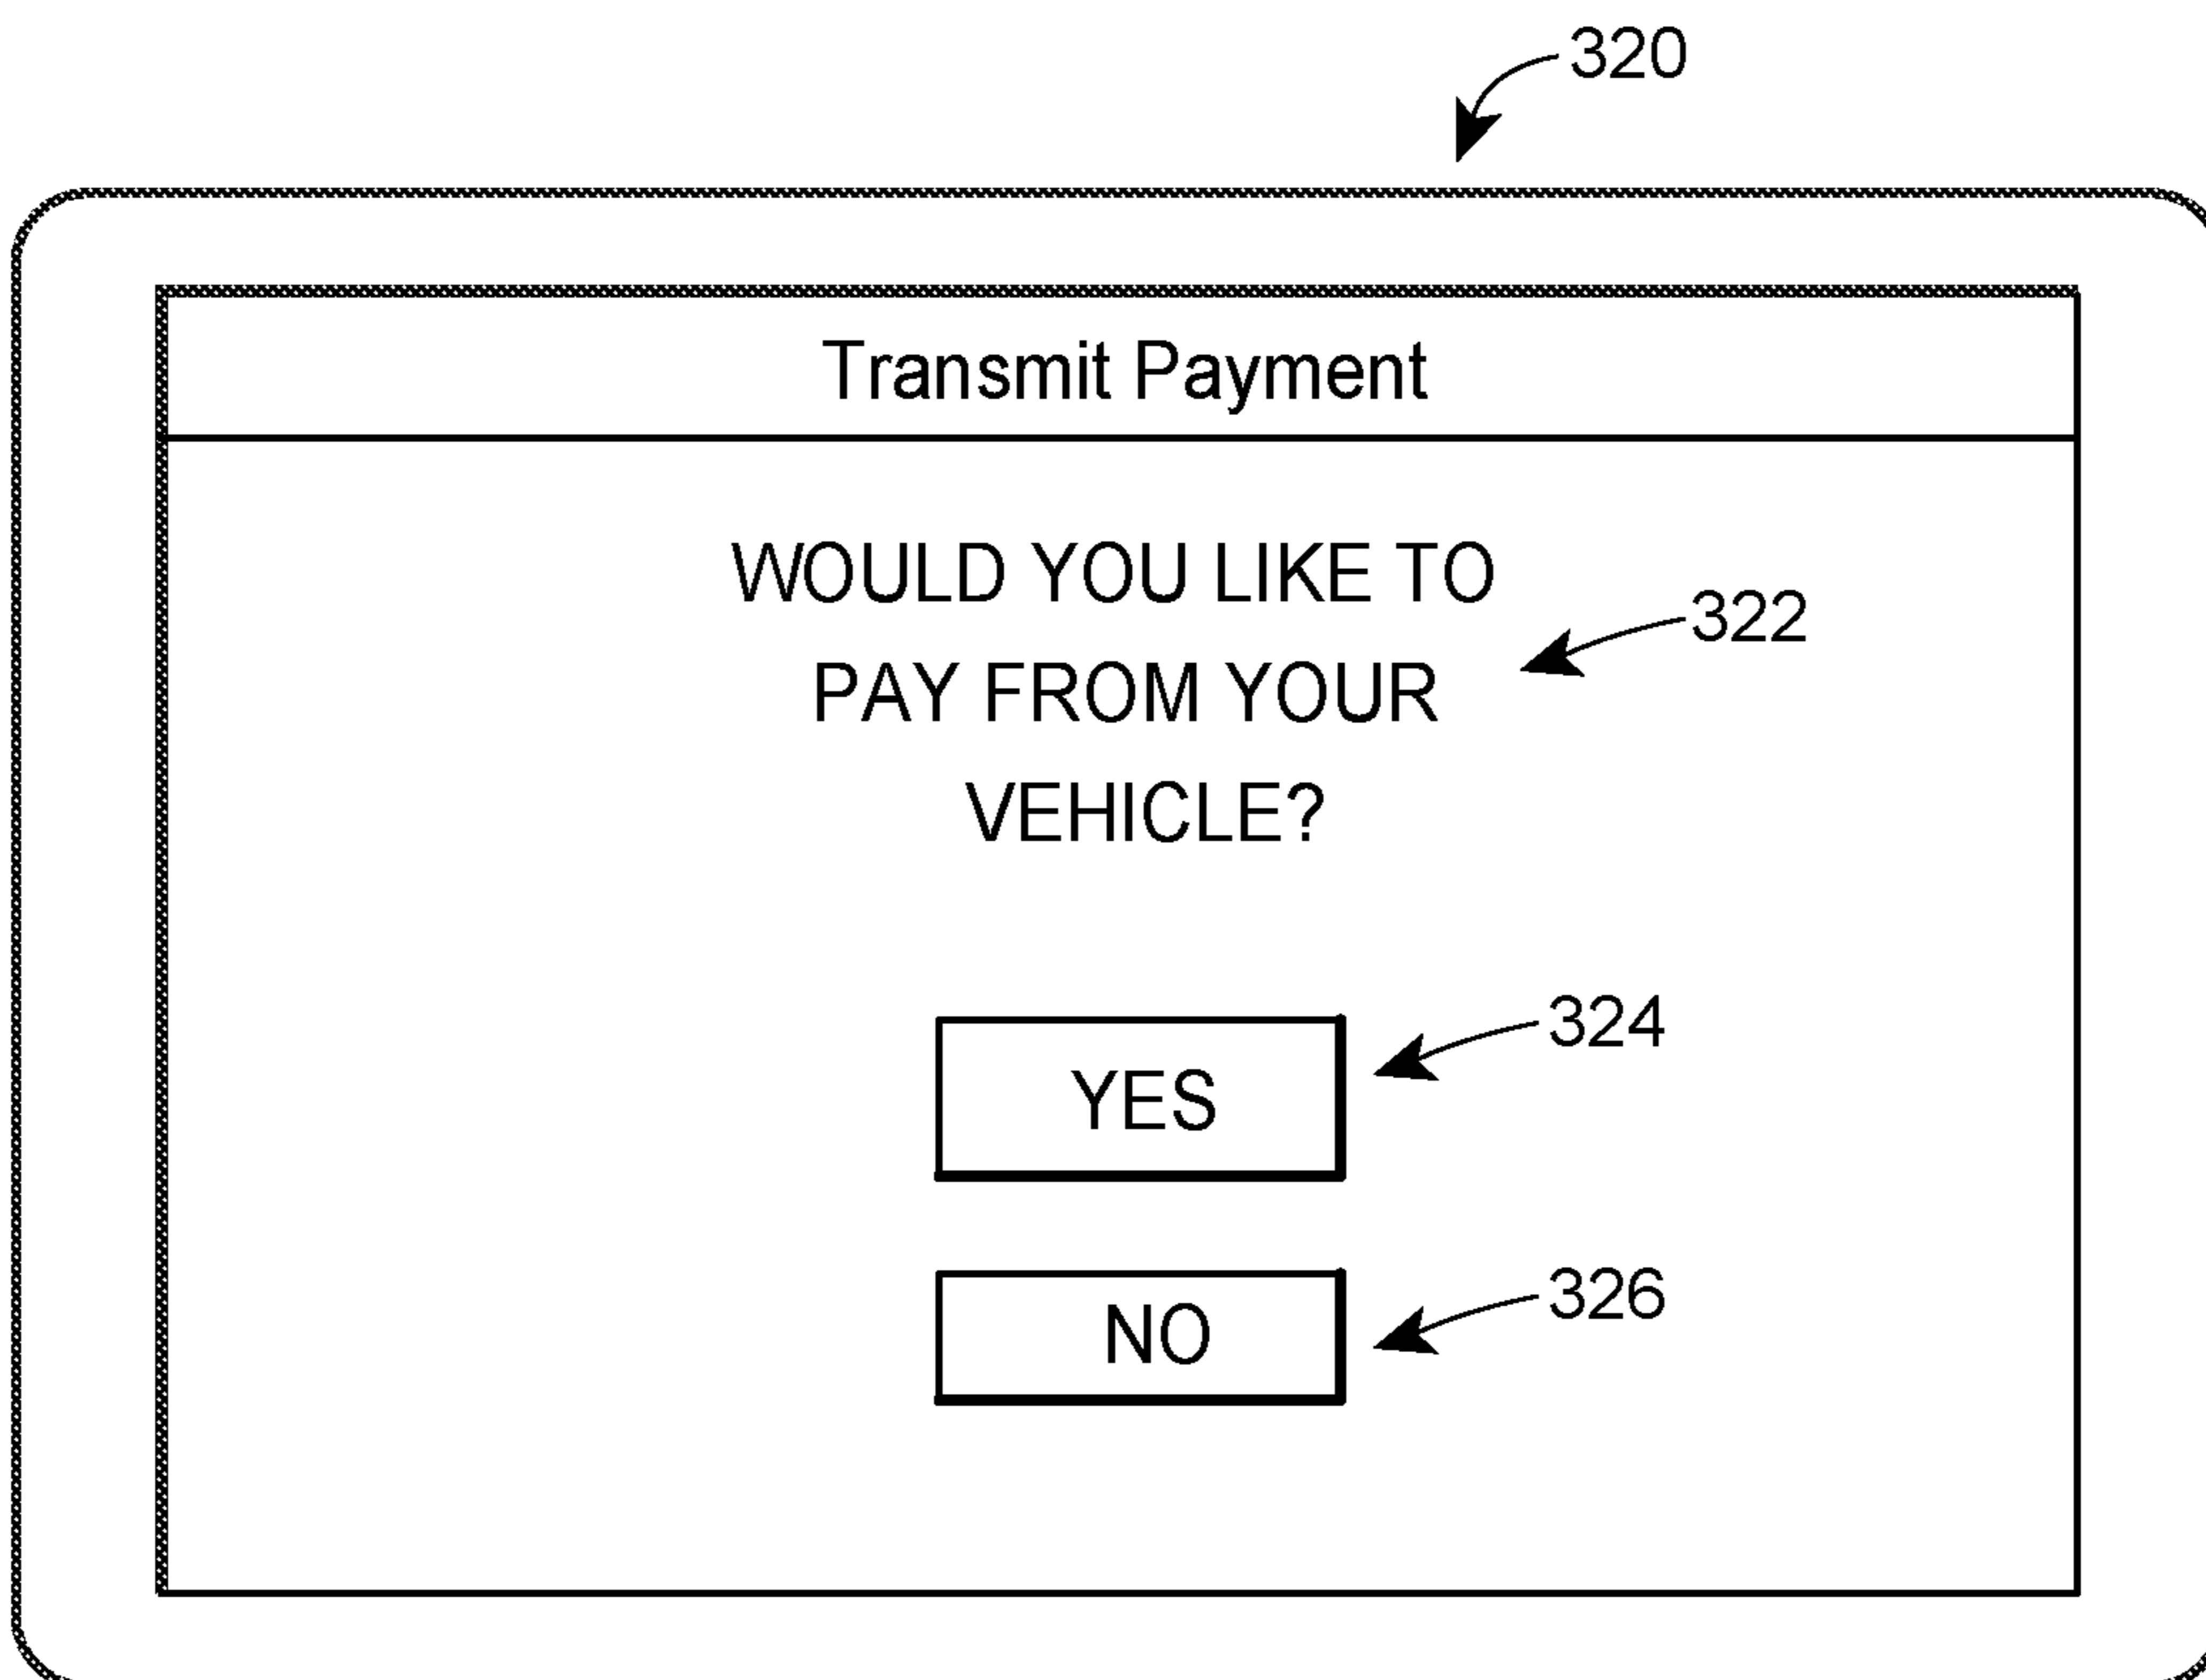 320
Transmit Payment
WOULD YOU LIKE TO
322
PAY FROM YOUR
VEHICLE?
324
YES
326
NO